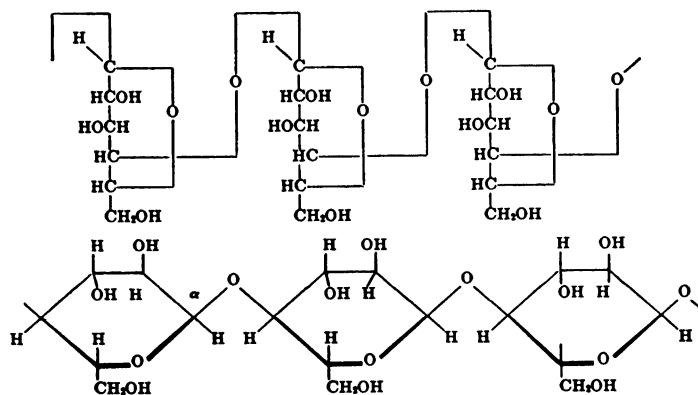 H H H
C C C
O O O
HCOH HCOH HCOH
O O O
HOCH HOCH HOCH
HC HC HC
HC HC HC
CH₂OH CH₂OH CH₂OH
H OH H OH H OH
α O O O
OH H OH H OH H
H H H H H H H H
O O O
CH₂OH CH₂OH CH₂OH